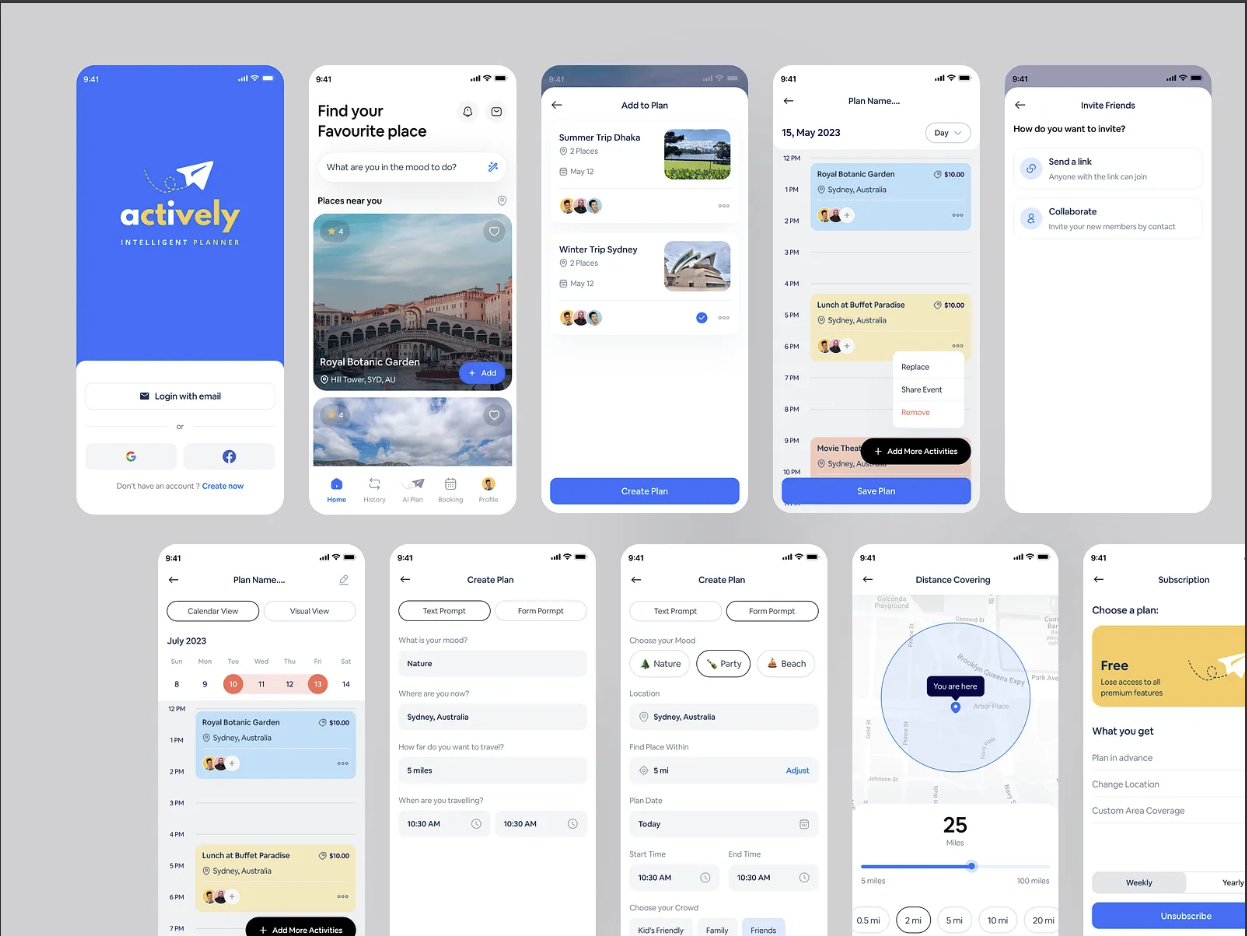 9:41
actively
INTELLIGENT PLANNER
Login with email
or
Don't have an account ? Create now
9:41
Find your
Favourite place
What are you in the mood to do?
Places near you
4
Royal Botanic Garden
Hill Tower, SYD, AU
+ Add
4
Home
History
AI Plan
Booking
Profile
9:41
Add to Plan
Summer Trip Dhaka
2 Places
May 12
Winter Trip Sydney
2 Places
May 12
Create Plan
9:41
Plan Name....
15, May 2023
Day
12 PM
Royal Botanic Garden
$10.00
1 PM
Sydney, Australia
2 PM
+
3 PM
4 PM
Lunch at Buffet Paradise
$10.00
5 PM
Sydney, Australia
6 PM
+
Replace
7 PM
Share Event
8 PM
Remove
9 PM
Movie Theat
+ Add More Activities
10 PM
Sydney, Australia
Save Plan
9:41
Invite Friends
How do you want to invite?
Send a link
Anyone with the link can join
Collaborate
Invite your new members by contact
9:41
Plan Name....
Calendar View
Visual View
July 2023
Sun Mon Tue Wed Thu Fri Sat
8 9 10 11 12 13 14
12 PM
Royal Botanic Garden
$10.00
1 PM
Sydney, Australia
2 PM
+
3 PM
4 PM
Lunch at Buffet Paradise
$10.00
5 PM
Sydney, Australia
6 PM
+
7 PM
+ Add More Activities
9:41
Create Plan
Text Prompt
Form Pormpt
What is your mood?
Nature
Where are you now?
Sydney, Australia
How far do you want to travel?
5 miles
When are you travelling?
10:30 AM
10:30 AM
9:41
Create Plan
Text Prompt
Form Pormpt
Choose your Mood
Nature
Party
Beach
Location
Sydney, Australia
Find Place Within
5 mi
Adjust
Plan Date
Today
Start Time
End Time
10:30 AM
10:30 AM
Choose your Crowd
Kid's Friendly
Family
Friends
9:41
Distance Covering
Playground
Concord St
Brooklyn Queens Expy
Park Ave
You are here
Arbor Place
Prince St
Gold St
Navy
Johnson St
Walk
25
Miles
5 miles
100 miles
0.5 mi
2 mi
5 mi
10 mi
20 mi
9:41
Subscription
Choose a plan:
Free
Lose access to all
premium features
What you get
Plan in advance
Change Location
Custom Area Coverage
Weekly
Yearly
Unsubscribe